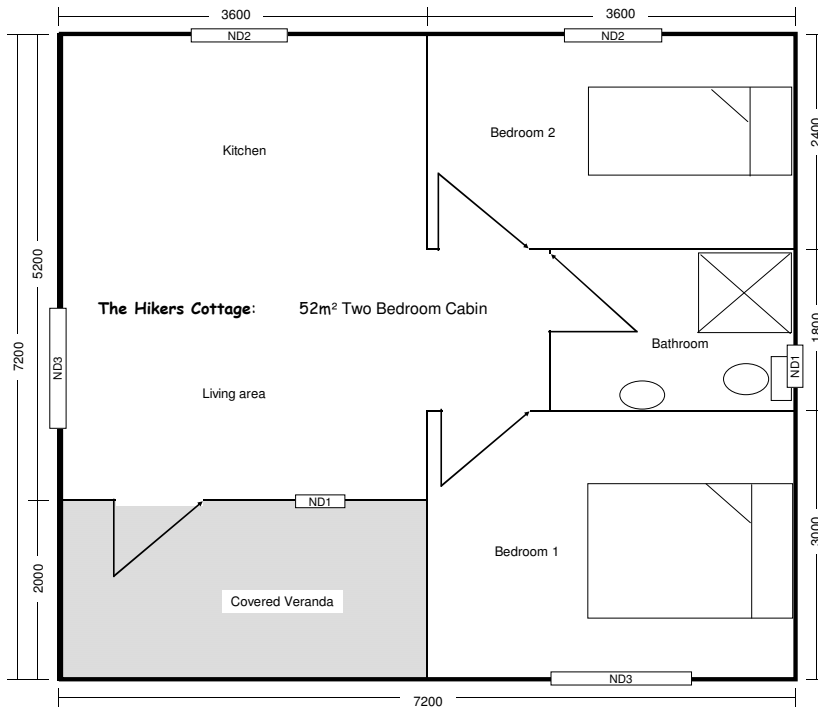 3600
3600
ND2
ND2
2400
Bedroom 2
Kitchen
5200
The Hikers Cottage: 52m² Two Bedroom Cabin
1800
Bathroom
7200
ND3
ND1
Living area
ND1
3000
Bedroom 1
2000
Covered Veranda
ND3
7200